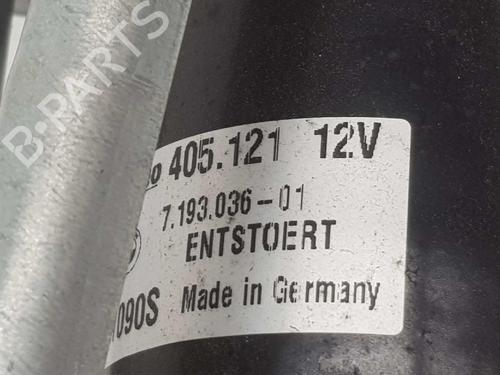 B-PARTS
405.121 12V
7.193.036-01
ENTSTOERT
090S Made in Germany